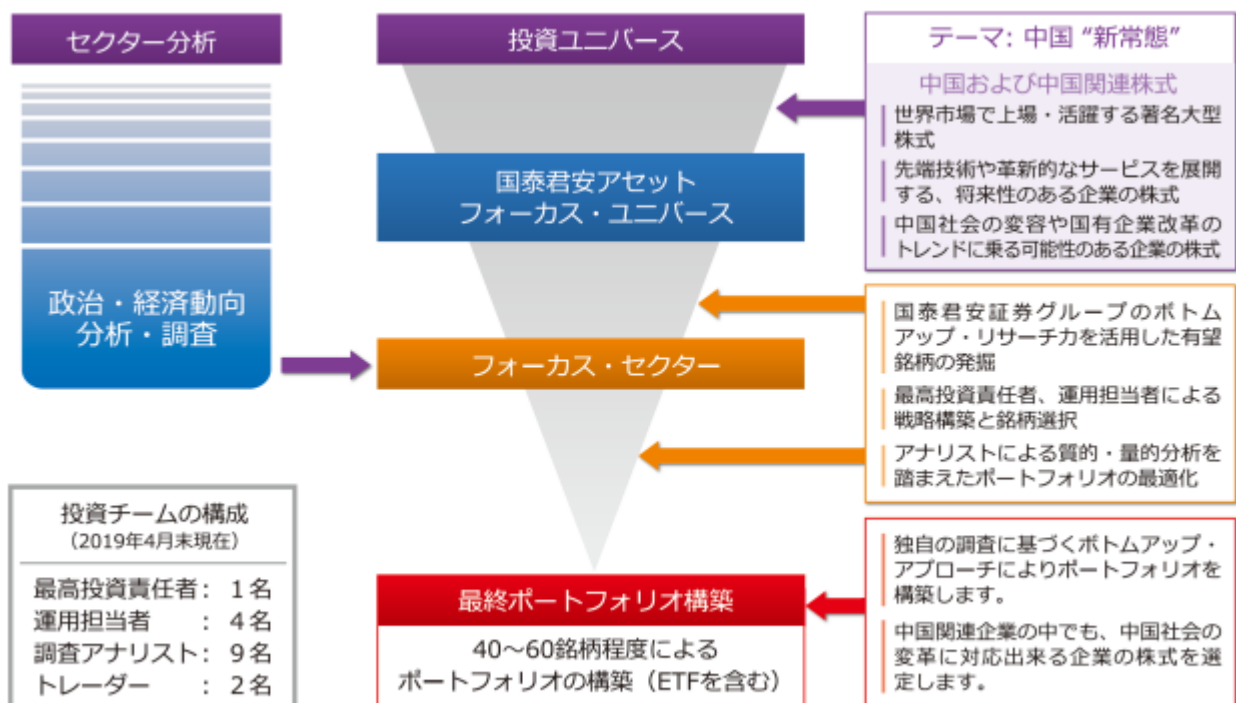 セクター分析
政治・経済動向
分析・調査
投資チームの構成
(2019年4月末現在)
最高投資責任者: 1名
運用担当者 : 4名
調査アナリスト: 9名
トレーダー : 2名
投資ユニバース
国泰君安アセット
フォーカス・ユニバース
フォーカス・セクター
最終ポートフォリオ構築
40～60銘柄程度による
ポートフォリオの構築（ETFを含む）
テーマ: 中国 “新常態”
中国および中国関連株式
世界市場で上場・活躍する著名大型
株式
先端技術や革新的なサービスを展開
する、将来性のある企業の株式
中国社会の変容や国有企業改革の
トレンドに乗る可能性のある企業の株式
国泰君安証券グループのボトム
アップ・リサーチ力を活用した有望
銘柄の発掘
最高投資責任者、運用担当者による
戦略構築と銘柄選択
アナリストによる質的・量的分析を
踏まえたポートフォリオの最適化
独自の調査に基づくボトムアップ・
アプローチによりポートフォリオを
構築します。
中国関連企業の中でも、中国社会の
変革に対応出来る企業の株式を選
定します。